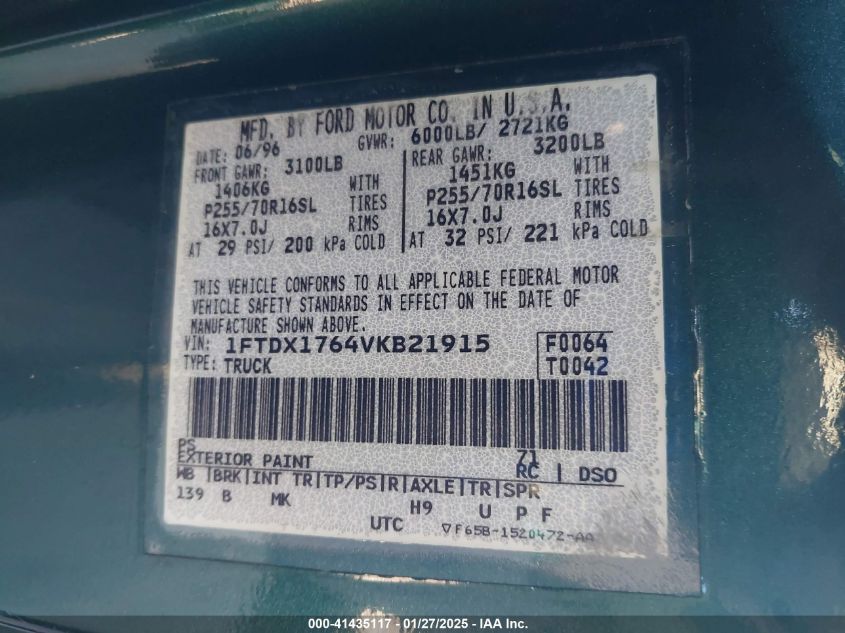 MFD. BY FORD MOTOR CO. IN U.S.A.
DATE: 06/96 GVWR: 6000LB/ 2721KG
FRONT GAWR: 3100LB REAR GAWR: 3200LB
1406KG WITH 1451KG WITH
P255/70R16SL TIRES P255/70R16SL TIRES
16X7.0J RIMS 16X7.0J RIMS
AT 29 PSI/ 200 kPa COLD AT 32 PSI/ 221 kPa COLD
THIS VEHICLE CONFORMS TO ALL APPLICABLE FEDERAL MOTOR
VEHICLE SAFETY STANDARDS IN EFFECT ON THE DATE OF
MANUFACTURE SHOWN ABOVE.
VIN: 1FTDX1764VKB21915 F0064
TYPE: TRUCK T0042
PS 71
EXTERIOR PAINT RC | DSO
WB |BRK|INT TR|TP/PS|R|AXLE|TR|SPR
139 B MK H9 U P F
UTC ▽F65B-1520472-AA
000-41435117 - 01/27/2025 - IAA Inc.